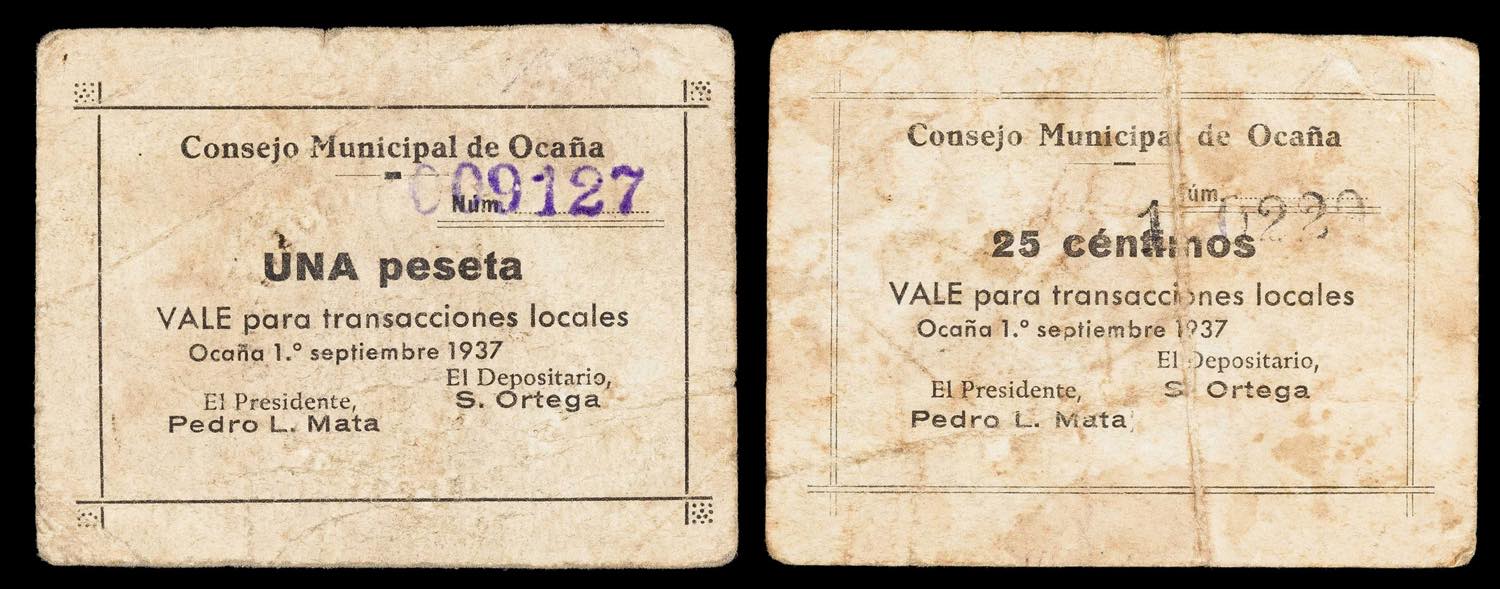 Consejo Municipal de Ocaña
Núm. 009127
UNA peseta
VALE para transacciones locales
Ocaña 1.º septiembre 1937
El Depositario,
S. Ortega
El Presidente,
Pedro L. Mata
Consejo Municipal de Ocaña
Núm.
25 céntimos
VALE para transacciones locales
Ocaña 1.º septiembre 1937
El Depositario,
S. Ortega
El Presidente,
Pedro L. Mata